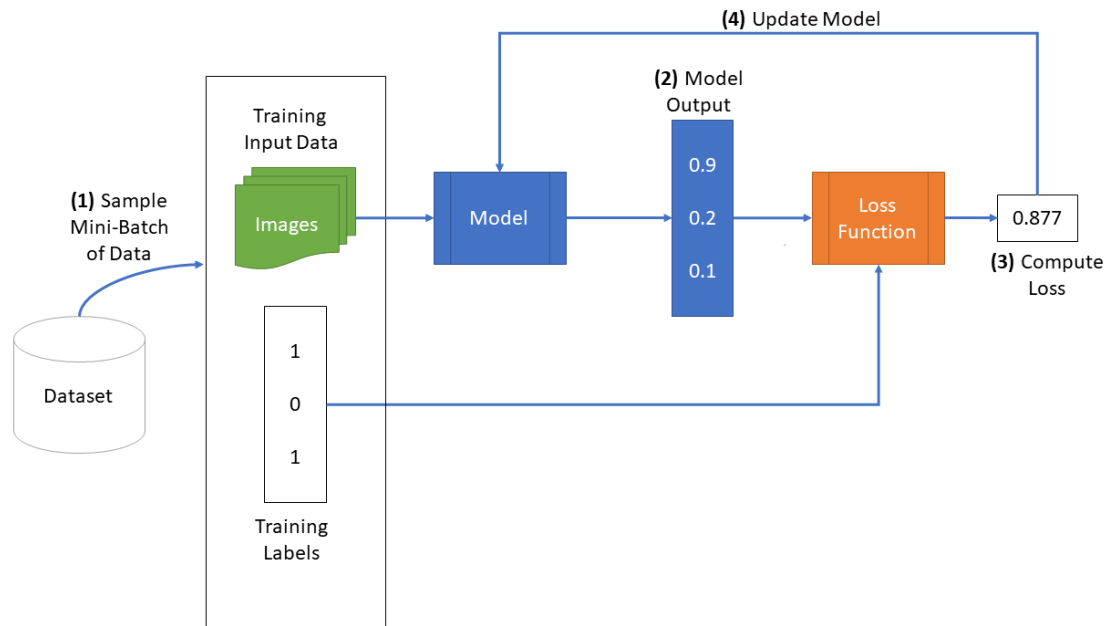 (4) Update Model
(2) Model
Output
Training
Input Data
(1) Sample
Mini-Batch
of Data
Images
Model
0.9
0.2
0.1
Loss
Function
0.877
(3) Compute
Loss
Dataset
1
0
1
Training
Labels